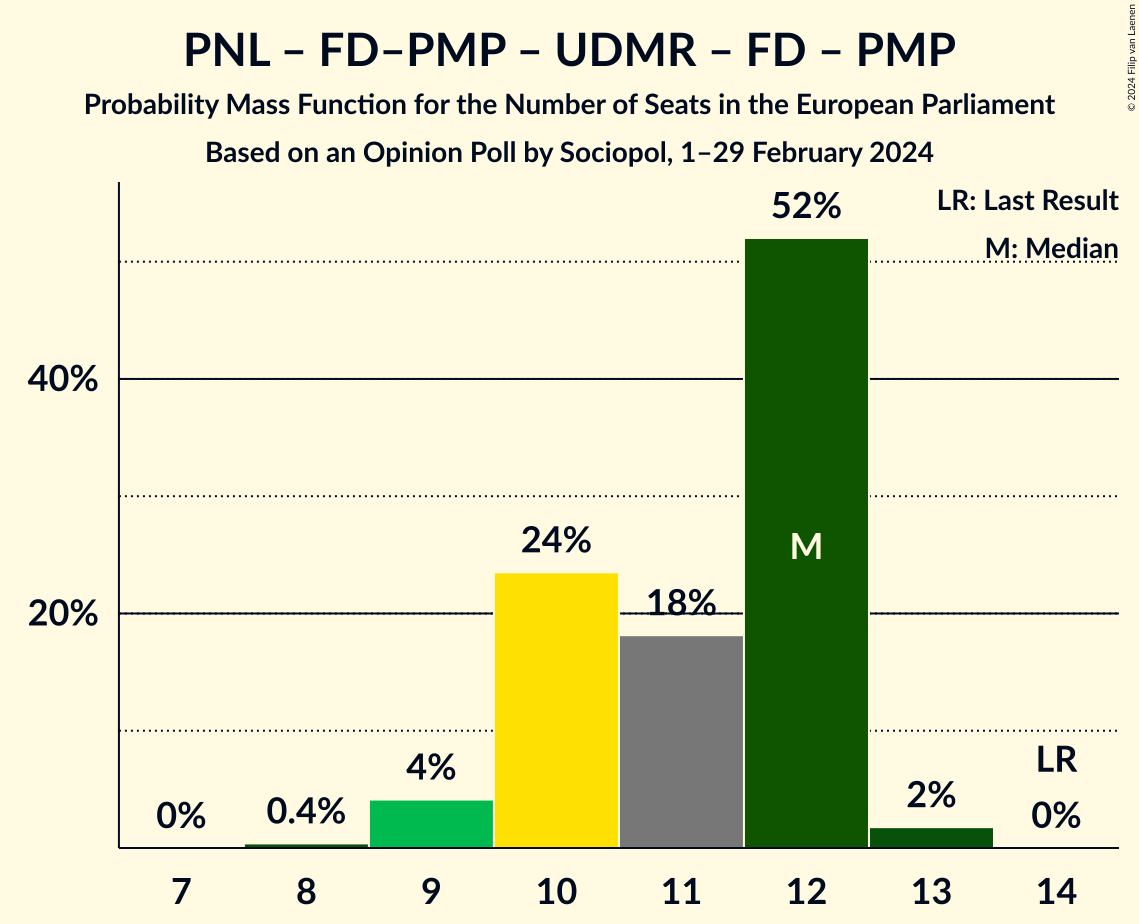 PNL – FD–PMP – UDMR – FD – PMP
Probability Mass Function for the Number of Seats in the European Parliament
Based on an Opinion Poll by Sociopol, 1–29 February 2024
© 2024 Filip van Laenen
LR: Last Result
M: Median
52%
40%
M
24%
18%
20%
4%
LR
2%
0%
0.4%
0%
7 8 9 10 11 12 13 14